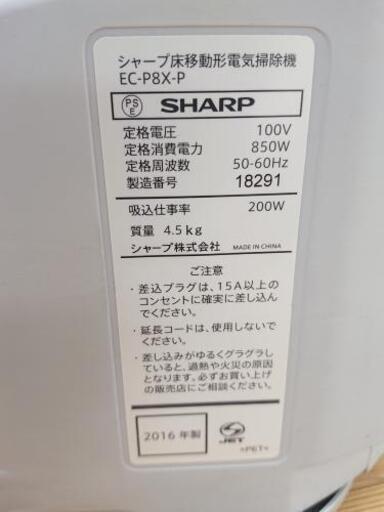 シャープ床移動形電気掃除機
EC-P8X-P
PS
E
SHARP
定格電圧 100V
定格消費電力 850W
定格周波数 50-60Hz
製造番号 18291
吸込仕事率 200W
質量 4.5kg
シャープ株式会社 MADE IN CHINA
ご注意
・差込プラグは、15A以上の
コンセントに確実に差し込ん
でください。
・延長コードは、使用しないで
ください。
・差し込みがゆるくグラグラ
していると、過熱や火災の原因
となります。必ずお買い上げ
の販売店にご相談ください。
2016年製
JET
>PET<